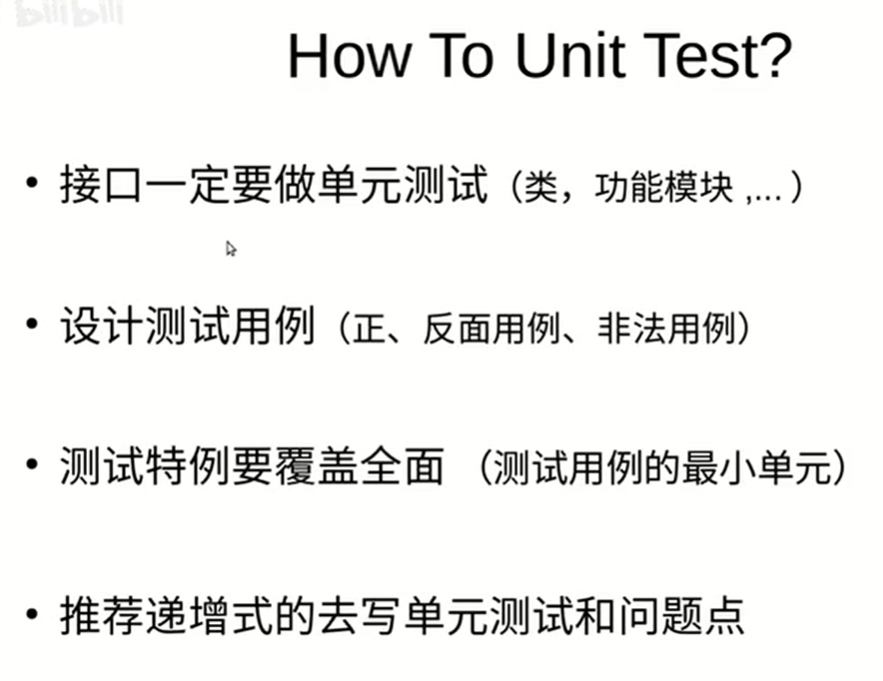 bilibili
How To Unit Test?
• 接口一定要做单元测试（类，功能模块 ,...）
• 设计测试用例（正、反面用例、非法用例）
• 测试特例要覆盖全面 （测试用例的最小单元）
• 推荐递增式的去写单元测试和问题点